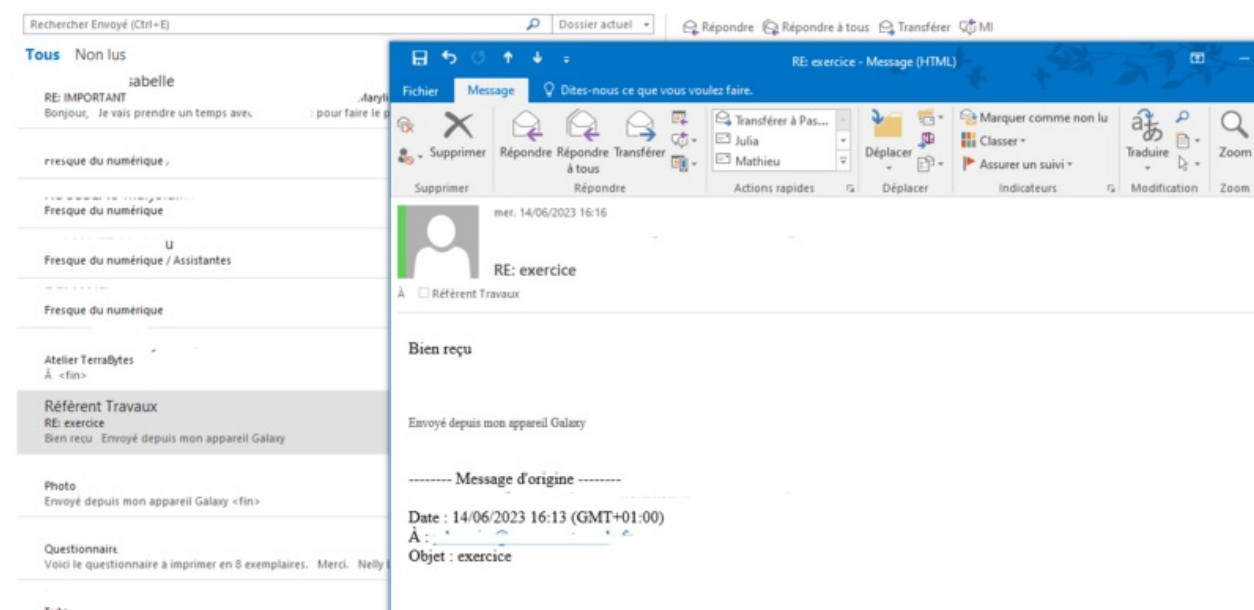 Rechercher Envoyé (Ctrl+E)
Dossier actuel
Répondre Répondre à tous Transférer MI
Tous Non lus
sabelle
RE: IMPORTANT
Bonjour, Je vais prendre un temps pour faire le p
Fresque du numérique
Fresque du numérique
Fresque du numérique / Assistantes
Fresque du numérique
Atelier TerraBytes
À <fin>
Réfèrent Travaux
RE: exercice
Bien reçu Envoyé depuis mon appareil Galaxy
Photo
Envoyé depuis mon appareil Galaxy <fin>
Questionnaire
Voici le questionnaire a imprimer en 8 exemplaires. Merci. Nelly
RE: exercice - Message (HTML)
Fichier Message Dites-nous ce que vous voulez faire.
Supprimer
Répondre
Répondre à tous
Transférer
Transférer à Pas...
Julia
Mathieu
Déplacer
Marquer comme non lu
Classer
Assurer un suivi
Traduire
Zoom
Supprimer Répondre Actions rapides Déplacer Indicateurs Modification Zoom
mer. 14/06/2023 16:16
RE: exercice
À Réfèrent Travaux
Bien reçu
Envoyé depuis mon appareil Galaxy
-------- Message d'origine --------
Date : 14/06/2023 16:13 (GMT+01:00)
À :
Objet : exercice